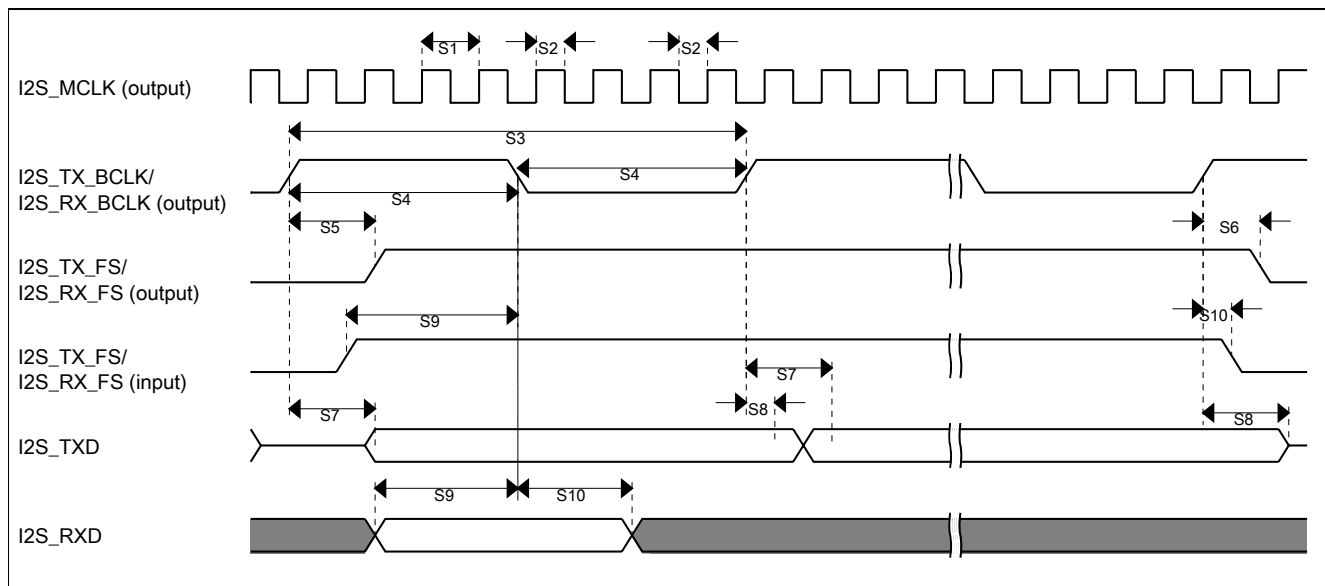 S1
S2
S2
I2S_MCLK (output)
S3
I2S_TX_BCLK/
I2S_RX_BCLK (output)
S4
S4
S5
S6
I2S_TX_FS/
I2S_RX_FS (output)
S9
S10
I2S_TX_FS/
I2S_RX_FS (input)
S7
S7
S8
S8
I2S_TXD
S9
S10
I2S_RXD